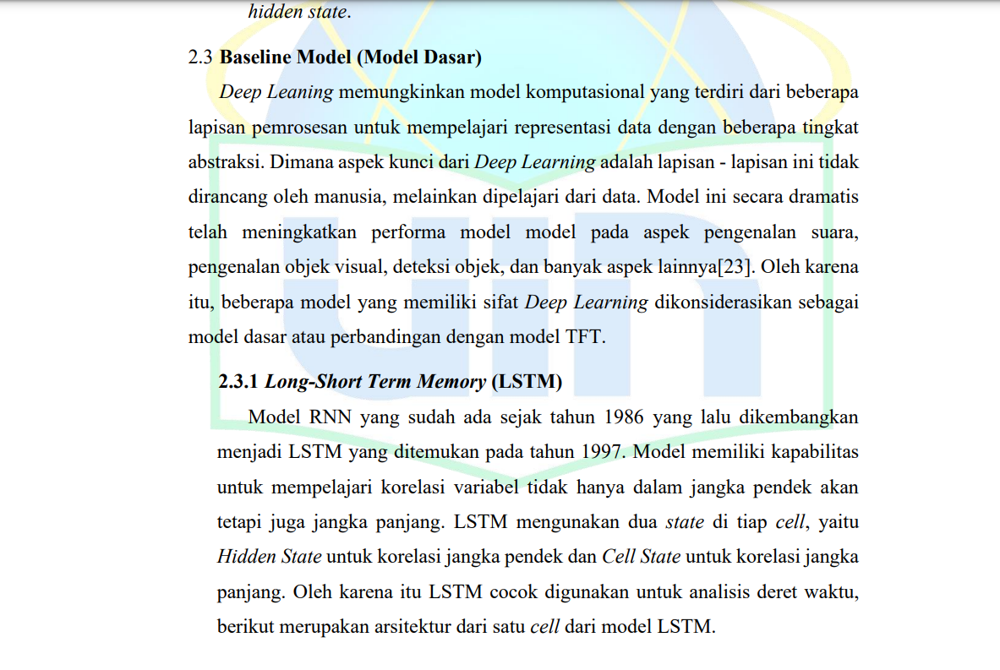 hidden state.
2.3 Baseline Model (Model Dasar)
Deep Leaning memungkinkan model komputasional yang terdiri dari beberapa
lapisan pemrosesan untuk mempelajari representasi data dengan beberapa tingkat
abstraksi. Dimana aspek kunci dari Deep Learning adalah lapisan - lapisan ini tidak
dirancang oleh manusia, melainkan dipelajari dari data. Model ini secara dramatis
telah meningkatkan performa model model pada aspek pengenalan suara,
pengenalan objek visual, deteksi objek, dan banyak aspek lainnya[23]. Oleh karena
itu, beberapa model yang memiliki sifat Deep Learning dikonsiderasikan sebagai
model dasar atau perbandingan dengan model TFT.
2.3.1 Long-Short Term Memory (LSTM)
Model RNN yang sudah ada sejak tahun 1986 yang lalu dikembangkan
menjadi LSTM yang ditemukan pada tahun 1997. Model memiliki kapabilitas
untuk mempelajari korelasi variabel tidak hanya dalam jangka pendek akan
tetapi juga jangka panjang. LSTM mengunakan dua state di tiap cell, yaitu
Hidden State untuk korelasi jangka pendek dan Cell State untuk korelasi jangka
panjang. Oleh karena itu LSTM cocok digunakan untuk analisis deret waktu,
berikut merupakan arsitektur dari satu cell dari model LSTM.
uin